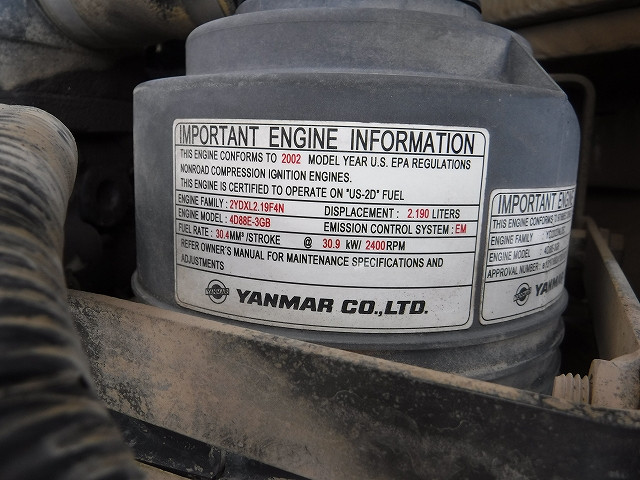 IMPORTANT ENGINE INFORMATION
THIS ENGINE CONFORMS TO 2002 MODEL YEAR U.S. EPA REGULATIONS
NONROAD COMPRESSION IGNITION ENGINES.
THIS ENGINE IS CERTIFIED TO OPERATE ON "US-2D" FUEL
ENGINE FAMILY : 2YDXL2.19F4N DISPLACEMENT : 2.190 LITERS
ENGINE MODEL : 4D88E-3GB EMISSION CONTROL SYSTEM : EM
FUEL RATE : 30.4MM³/STROKE @ 30.9 kW/ 2400RPM
REFER OWNER'S MANUAL FOR MAINTENANCE SPECIFICATIONS AND
ADJUSTMENTS
YANMAR
YANMAR CO.,LTD.
IMPORTANT
THIS ENGINE CONFORMS
ENGINE FAMILY
ENGINE MODEL
APPROVAL NUMBER :